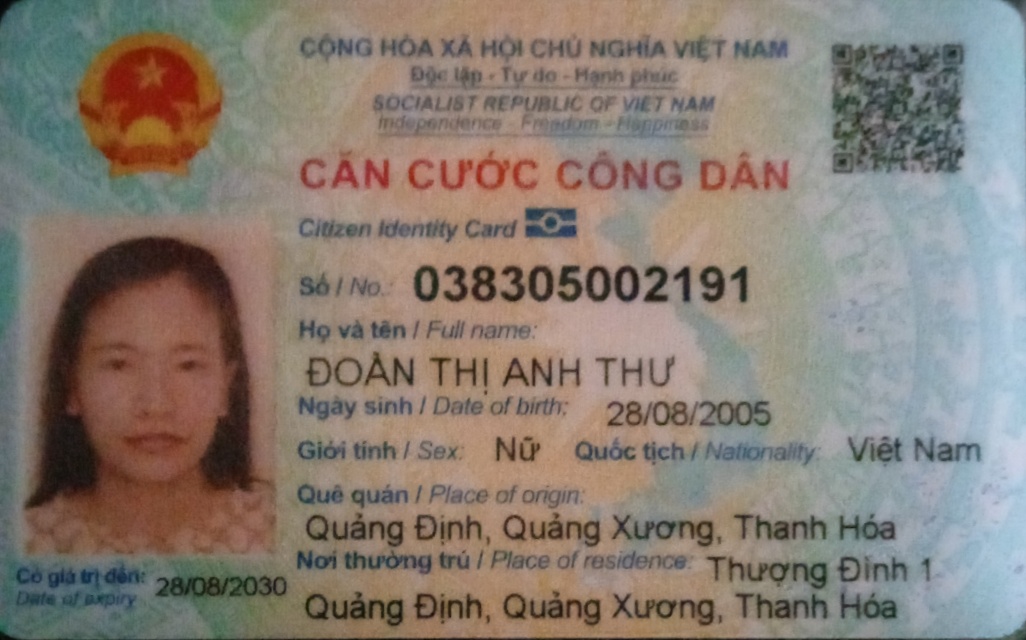 CỘNG HÒA XÃ HỘI CHỦ NGHĨA VIỆT NAM
Độc lập - Tự do - Hạnh phúc
SOCIALIST REPUBLIC OF VIET NAM
Independence - Freedom - Happiness
CĂN CƯỚC CÔNG DÂN
Citizen Identity Card
Số / No.: 038305002191
Họ và tên / Full name:
ĐOÀN THỊ ANH THƯ
Ngày sinh / Date of birth: 28/08/2005
Giới tính / Sex: Nữ Quốc tịch / Nationality: Việt Nam
Quê quán / Place of origin:
Quảng Định, Quảng Xương, Thanh Hóa
Nơi thường trú / Place of residence: Thượng Đình 1
Quảng Định, Quảng Xương, Thanh Hóa
Có giá trị đến: 28/08/2030
Date of expiry